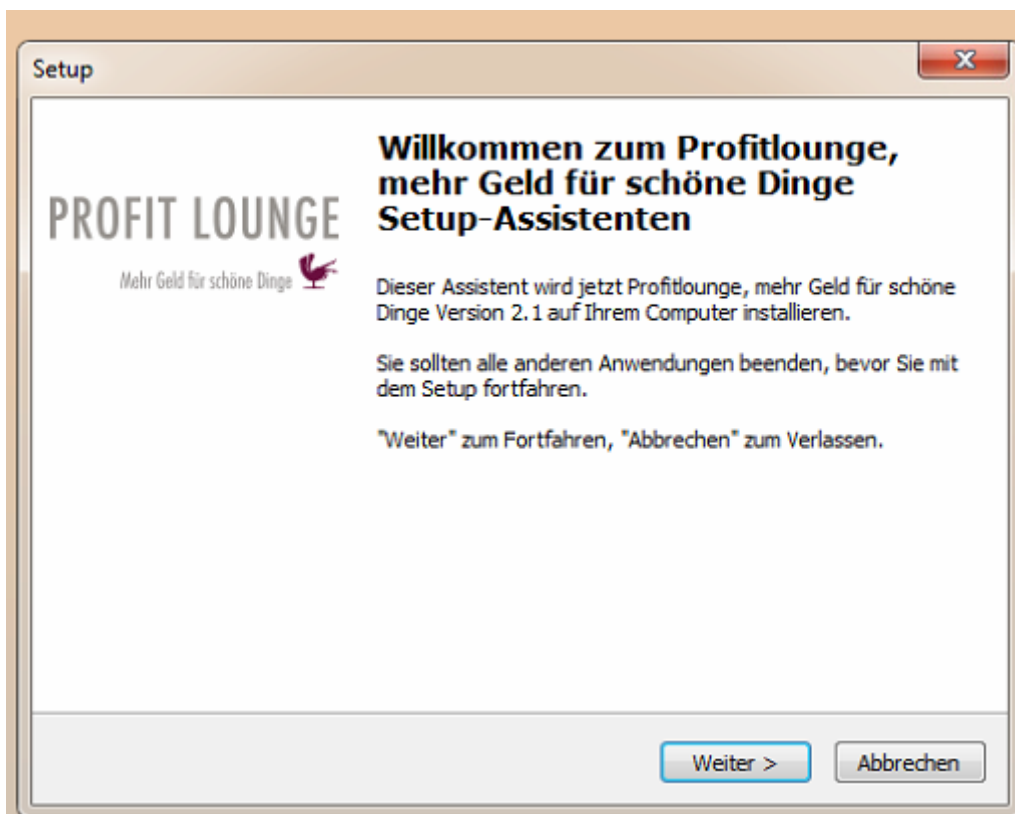 Setup
PROFIT LOUNGE
Mehr Geld für schöne Dinge
Willkommen zum Profitlounge,
mehr Geld für schöne Dinge
Setup-Assistenten
Dieser Assistent wird jetzt Profitlounge, mehr Geld für schöne
Dinge Version 2.1 auf Ihrem Computer installieren.
Sie sollten alle anderen Anwendungen beenden, bevor Sie mit
dem Setup fortfahren.
"Weiter" zum Fortfahren, "Abbrechen" zum Verlassen.
Weiter >
Abbrechen